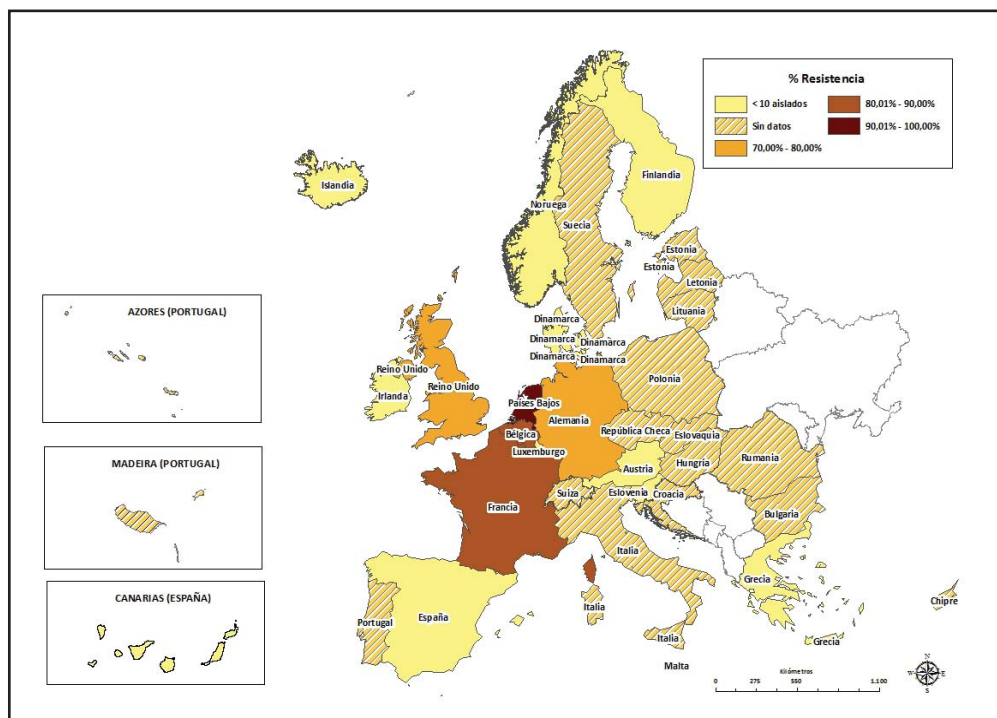 % Resistencia
< 10 aislados
80,01% - 90,00%
Sin datos
90,01% - 100,00%
70,00% - 80,00%
Islandia
Finlandia
Noruega
Suecia
Estonia
Estonia
Letonia
Lituania
AZORES (PORTUGAL)
Dinamarca
Dinamarca
Dinamarca
Dinamarca
Dinamarca
Reino Unido
Reino Unido
Irlanda
Países Bajos
Polonia
Alemania
Bélgica
República Checa
Eslovaquia
Luxemburgo
Austria
Hungría
Rumania
MADEIRA (PORTUGAL)
Suiza
Eslovenia
Croacia
Francia
Bulgaria
Italia
Grecia
CANARIAS (ESPAÑA)
Chipre
Italia
Portugal
España
Italia
Grecia
Malta
Kilómetros
0 275 550 1.100
N
W E
S